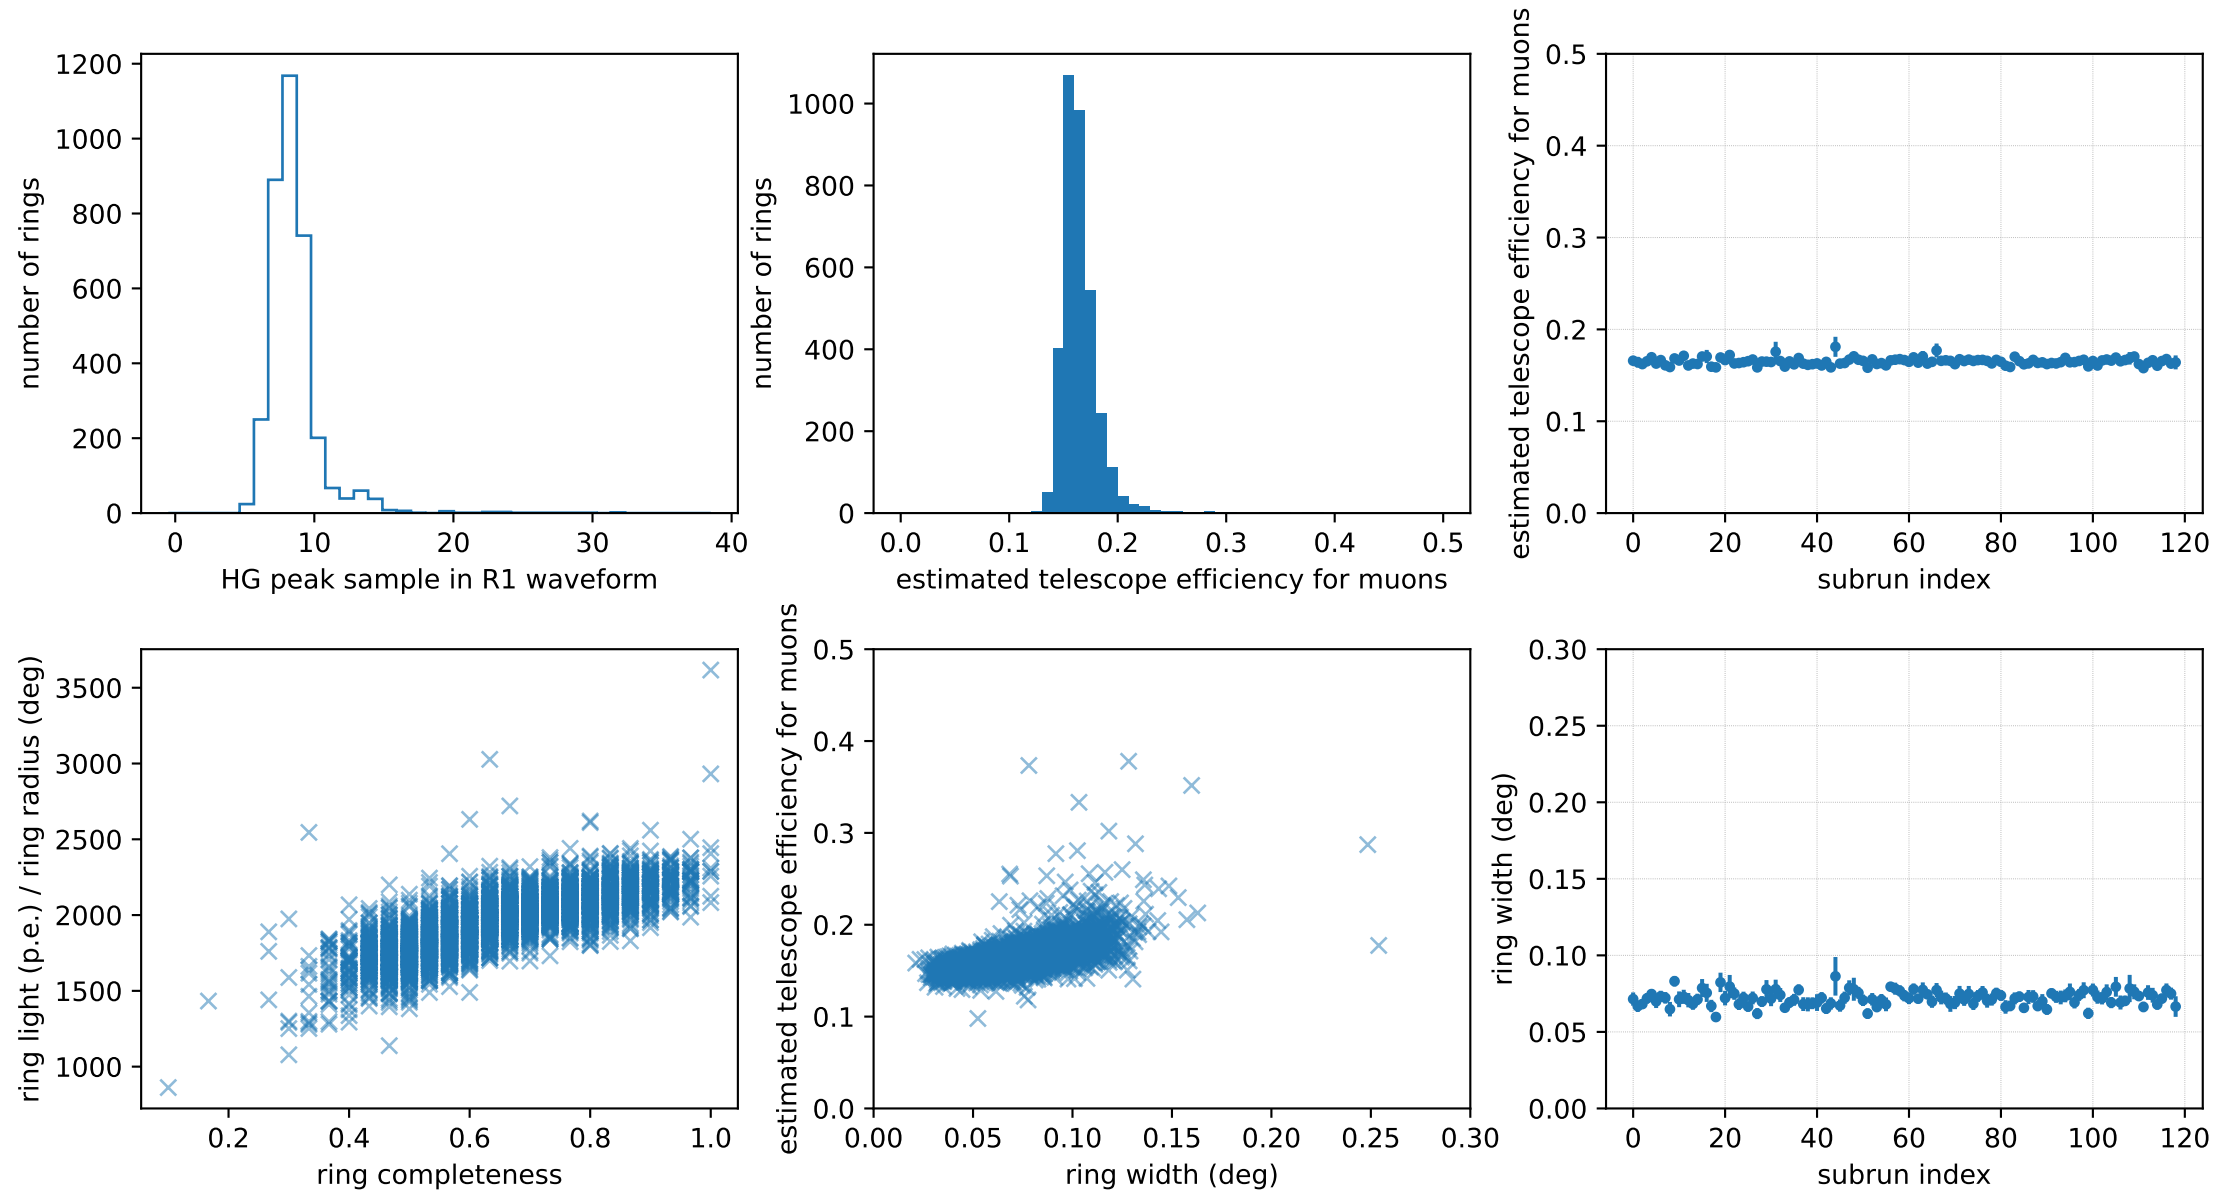 1200
1000
800
600
400
200
0
number of rings
0 10 20 30 40
HG peak sample in R1 waveform
1000
800
600
400
200
0
number of rings
0.0 0.1 0.2 0.3 0.4 0.5
estimated telescope efficiency for muons
0.5
0.4
0.3
0.2
0.1
0.0
estimated telescope efficiency for muons
0 20 40 60 80 100 120
subrun index
3500
3000
2500
2000
1500
1000
ring light (p.e.) / ring radius (deg)
0.2 0.4 0.6 0.8 1.0
ring completeness
0.5
0.4
0.3
0.2
0.1
0.0
estimated telescope efficiency for muons
0.00 0.05 0.10 0.15 0.20 0.25 0.30
ring width (deg)
0.30
0.25
0.20
0.15
0.10
0.05
0.00
ring width (deg)
0 20 40 60 80 100 120
subrun index